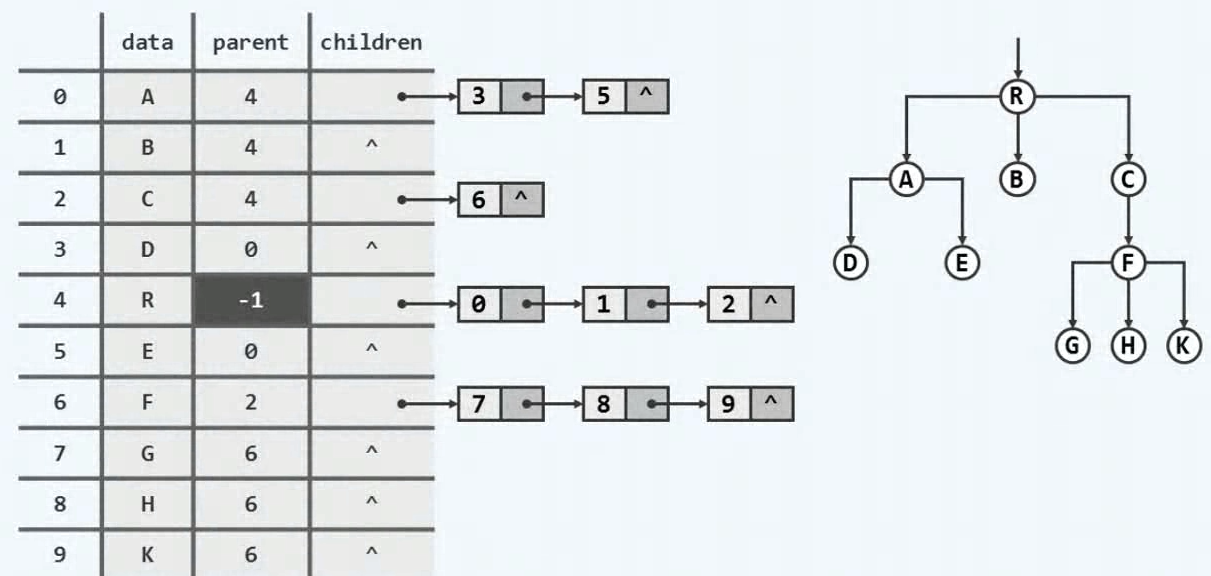 data parent children
0 A 4 3 5 ^
1 B 4 ^
2 C 4 6 ^
3 D 0 ^
4 R -1 0 1 2 ^
5 E 0 ^
6 F 2 7 8 9 ^
7 G 6 ^
8 H 6 ^
9 K 6 ^
R
A B C
D E F
G H K